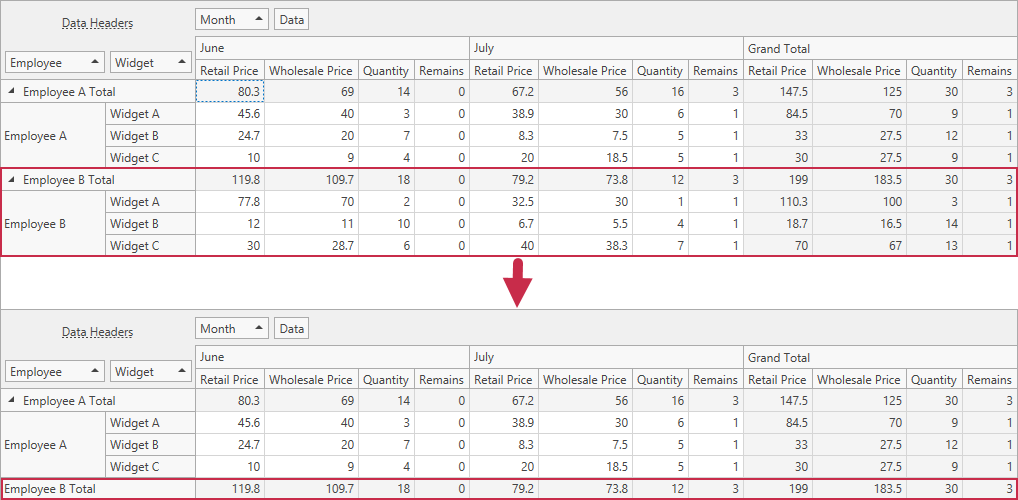 Data Headers Month Data
Employee Widget June July Grand Total
Retail Price Wholesale Price Quantity Remains Retail Price Wholesale Price Quantity Remains Retail Price Wholesale Price Quantity Remains
Employee A Total 80.3 69 14 0 67.2 56 16 3 147.5 125 30 3
Widget A 45.6 40 3 0 38.9 30 6 1 84.5 70 9 1
Employee A Widget B 24.7 20 7 0 8.3 7.5 5 1 33 27.5 12 1
Widget C 10 9 4 0 20 18.5 5 1 30 27.5 9 1
Employee B Total 119.8 109.7 18 0 79.2 73.8 12 3 199 183.5 30 3
Widget A 77.8 70 2 0 32.5 30 1 1 110.3 100 3 1
Employee B Widget B 12 11 10 0 6.7 5.5 4 1 18.7 16.5 14 1
Widget C 30 28.7 6 0 40 38.3 7 1 70 67 13 1
Data Headers Month Data
Employee Widget June July Grand Total
Retail Price Wholesale Price Quantity Remains Retail Price Wholesale Price Quantity Remains Retail Price Wholesale Price Quantity Remains
Employee A Total 80.3 69 14 0 67.2 56 16 3 147.5 125 30 3
Widget A 45.6 40 3 0 38.9 30 6 1 84.5 70 9 1
Employee A Widget B 24.7 20 7 0 8.3 7.5 5 1 33 27.5 12 1
Widget C 10 9 4 0 20 18.5 5 1 30 27.5 9 1
Employee B Total 119.8 109.7 18 0 79.2 73.8 12 3 199 183.5 30 3